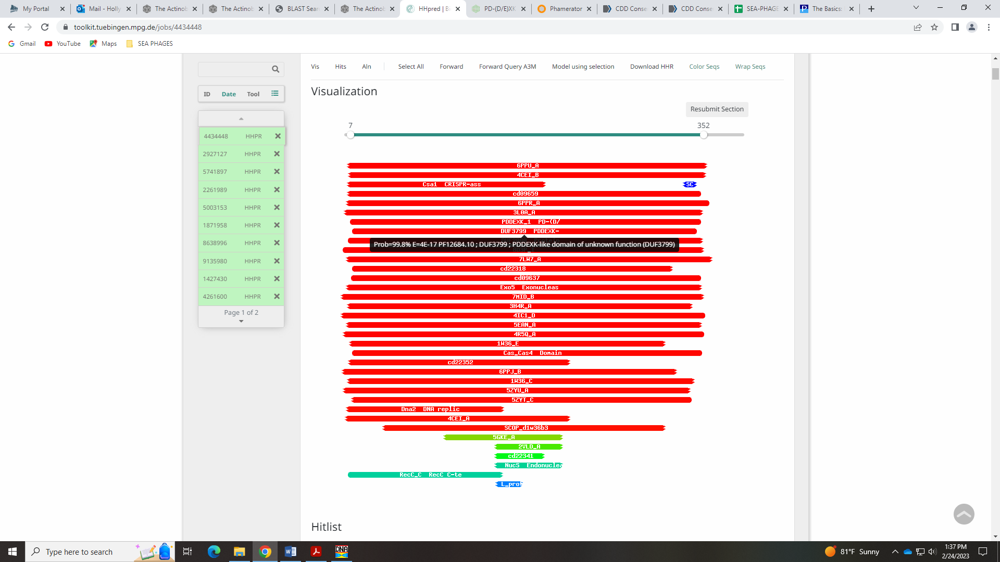 My Portal
Mail - Holly
The Actinob
The Actinob
BLAST Sear
The Actinob
HHpred | Bi
PD-(D/E)XK
Phamerator
CDD Conse
CDD Conse
SEA-PHAGE
The Basics:
toolkit.tuebingen.mpg.de/jobs/4434448
Gmail
YouTube
Maps
SEA PHAGES
Vis
Hits
Aln
Select All
Forward
Forward Query A3M
Model using selection
Download HHR
Color Seqs
Wrap Seqs
ID
Date
Tool
4434448 HHPR
2927127 HHPR
5741897 HHPR
2261989 HHPR
5003153 HHPR
1871958 HHPR
8638996 HHPR
9135980 HHPR
1427430 HHPR
4261600 HHPR
Page 1 of 2
Visualization
Resubmit Section
7
352
6PPU_A
4CEI_B
Csa1 CRISPR-ass
SC
cd09659
6PPR_A
3L0A_A
PDDEXK_1 PD-(D/
DUF3799 PDDEXK-
Prob=99.8% E=4E-17 PF12684.10 ; DUF3799 ; PDDEXK-like domain of unknown function (DUF3799)
7LW7_A
cd22318
cd09637
Exo5 Exonucleas
7MID_B
3H4R_A
4IC1_D
5EAN_A
4R5Q_A
1W36_E
Cas_Cas4 Domain
cd22352
6PPJ_B
1W36_C
5ZYU_A
5ZYT_C
Dna2 DNA replic
4CEI_A
SCOP_d1w36b3
5GKE_A
2VLD_A
cd22341
NucS Endonuclea
RecC_C RecC C-te
L_prot
Hitlist
Type here to search
DNA
81°F Sunny
1:37 PM
2/24/2023